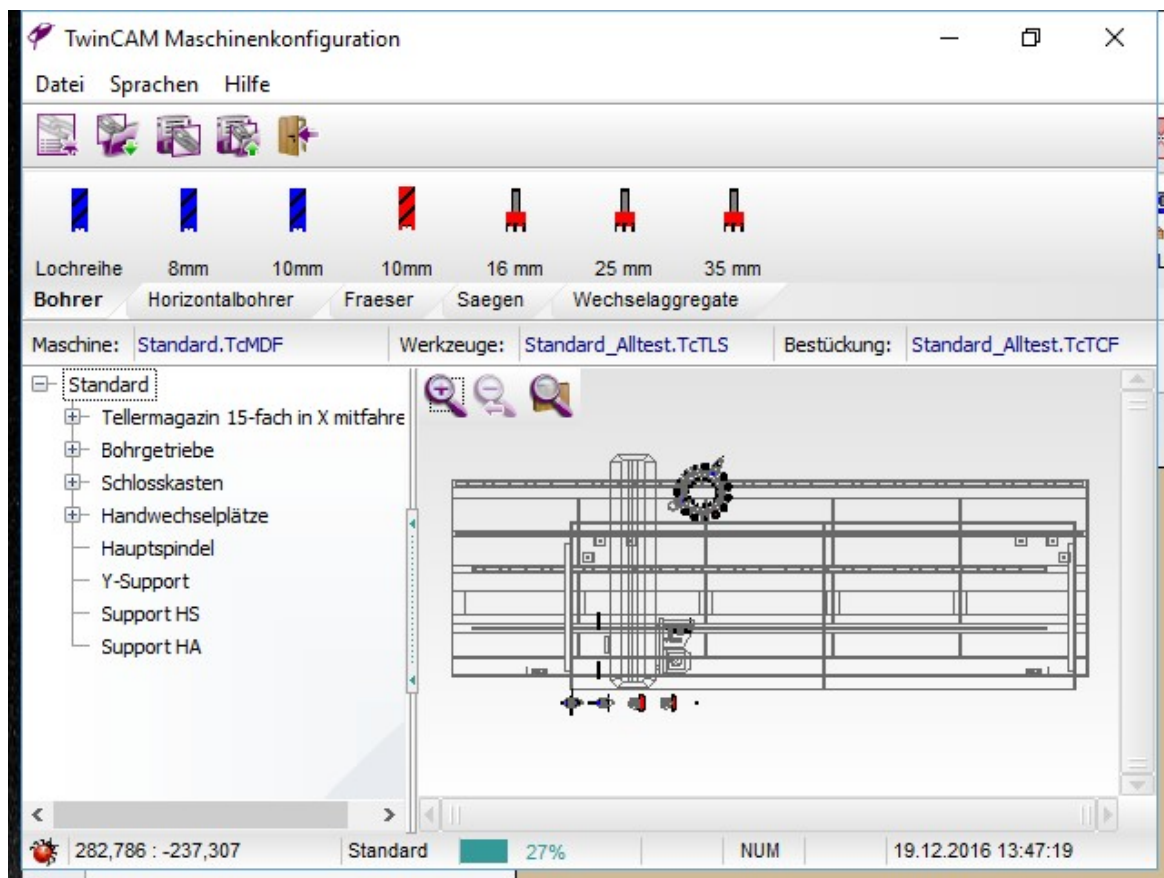 TwinCAM Maschinenkonfiguration
Datei Sprachen Hilfe
Lochreihe 8mm 10mm 10mm 16 mm 25 mm 35 mm
Bohrer Horizontalbohrer Fraeser Saegen Wechselaggregate
Maschine: Standard.TcMDF Werkzeuge: Standard_Alltest.TcTLS Bestückung: Standard_Alltest.TcTCF
Standard
Tellermagazin 15-fach in X mitfahre
Bohrgetriebe
Schlosskasten
Handwechselplätze
Hauptspindel
Y-Support
Support HS
Support HA
282,786 : -237,307 Standard 27% NUM 19.12.2016 13:47:19